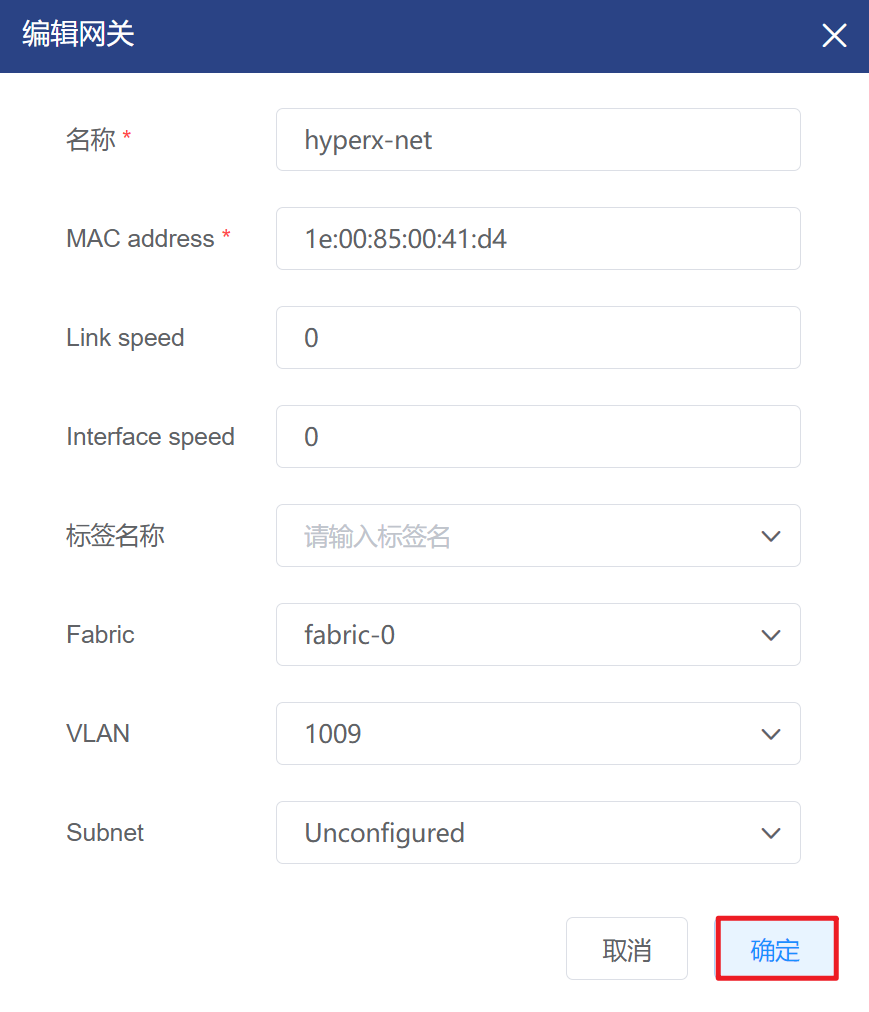 编辑网关
名称 *
hyperx-net
MAC address *
1e:00:85:00:41:d4
Link speed
0
Interface speed
0
标签名称
请输入标签名
Fabric
fabric-0
VLAN
1009
Subnet
Unconfigured
取消
确定